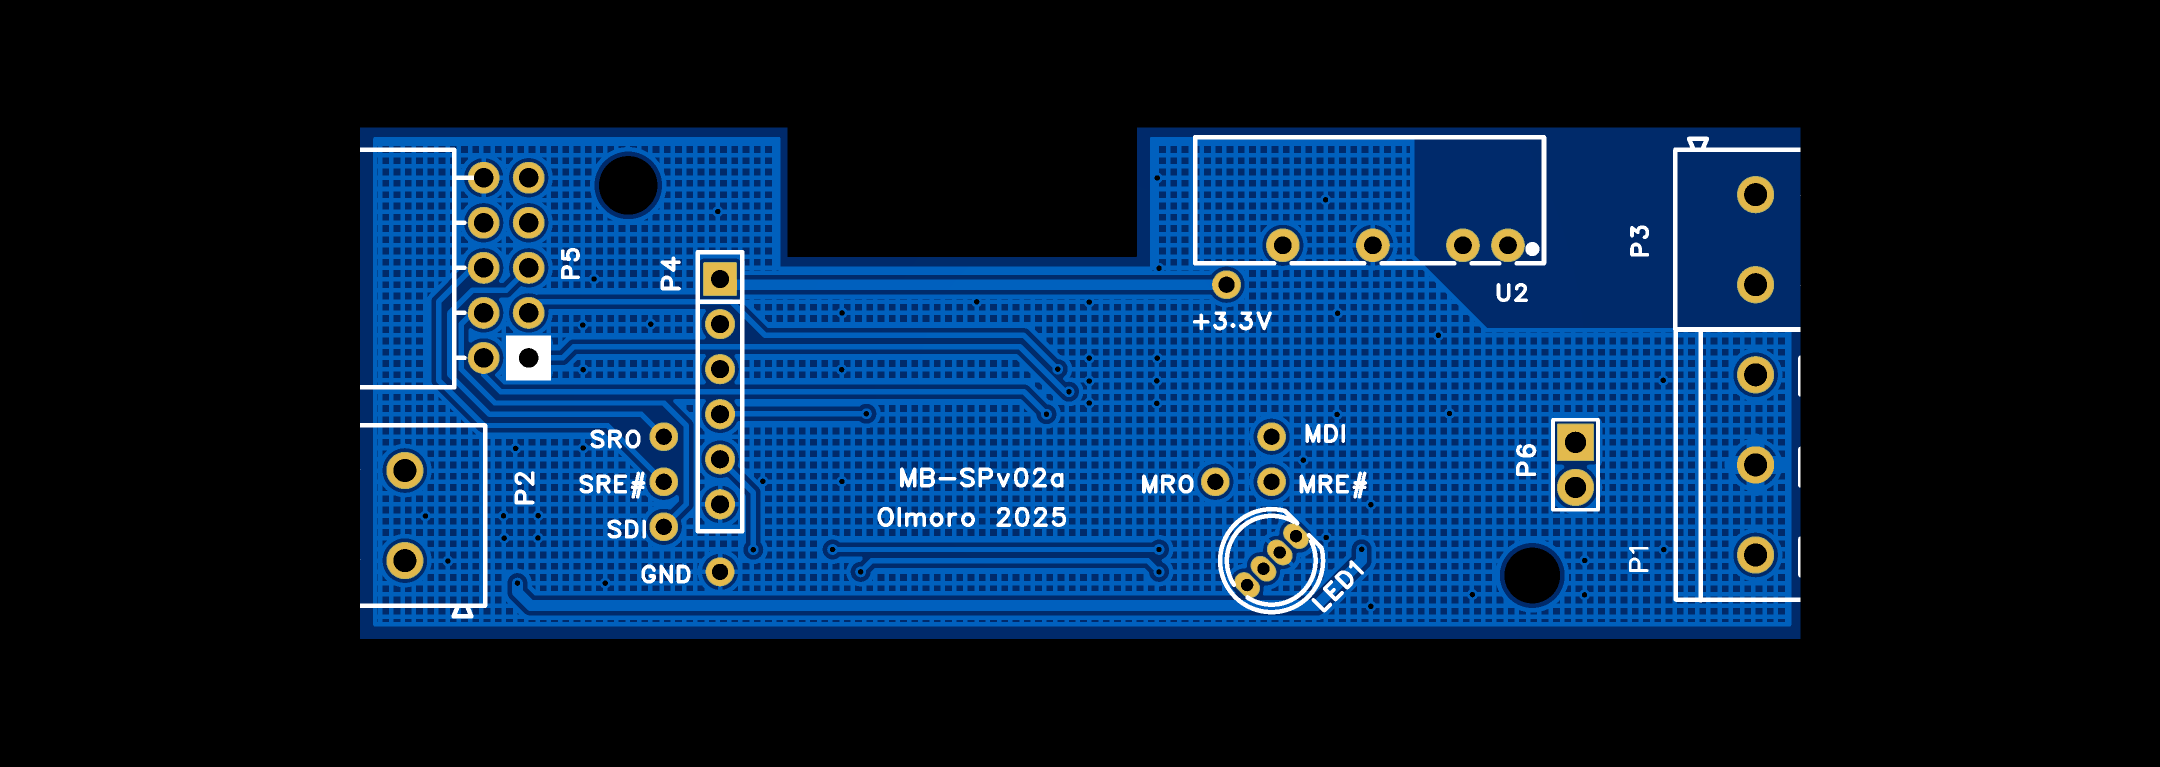 P5
P4
P3
U2
+3.3V
SRO
MDI
P6
SRE#
P2
MB-SPv02a
MRO
MRE#
SDI
Olmoro 2025
GND
LED1
P1